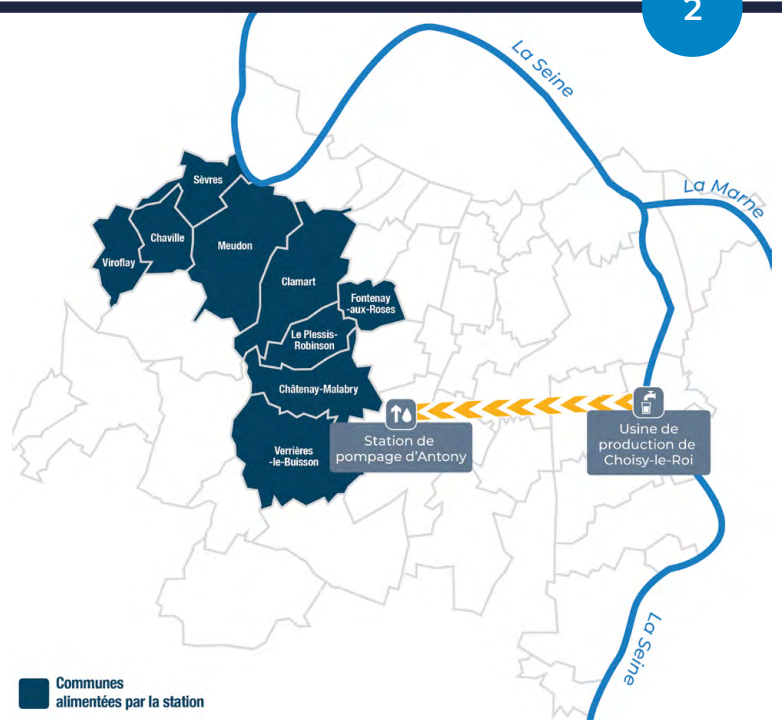 2
La Seine
La Marne
Sèvres
Chaville
Meudon
Viroflay
Clamart
Fontenay
-aux-Roses
Le Plessis-
Robinson
Châtenay-Malabry
Verrières
-le-Buisson
Station de
pompage d'Antony
Usine de
production de
Choisy-le-Roi
La Seine
Communes
alimentées par la station